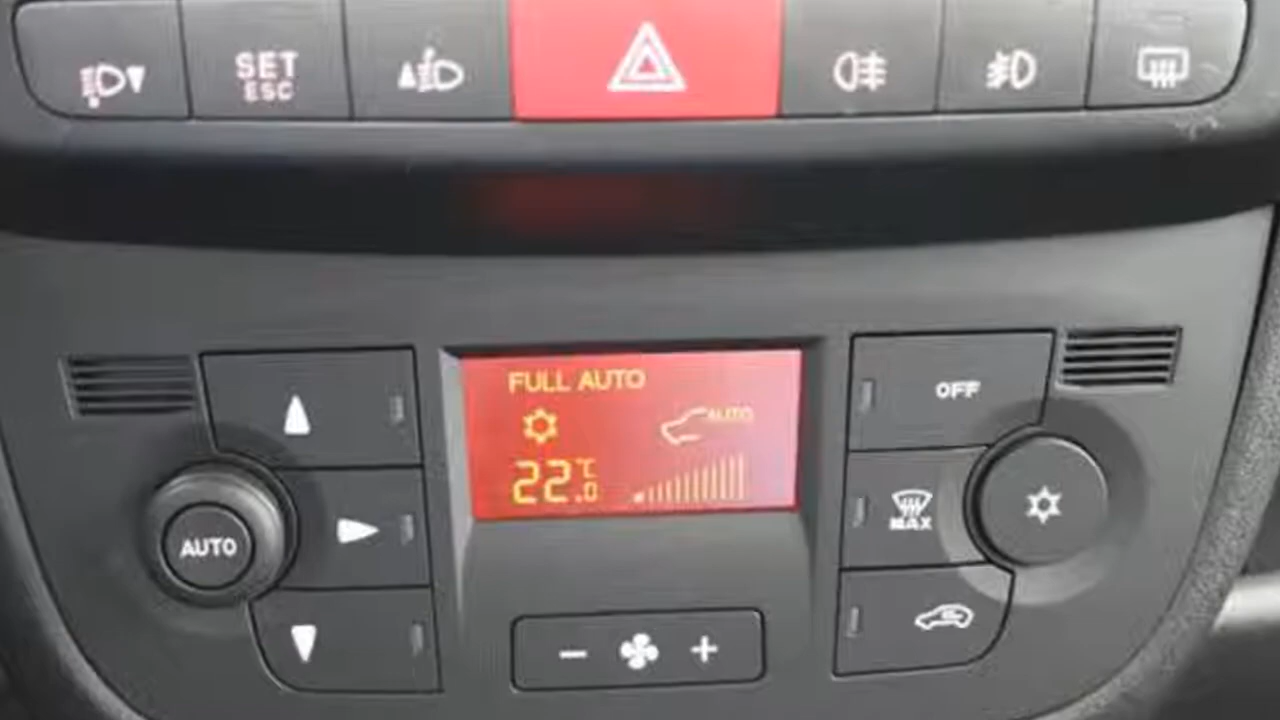 SET
ESC
FULL AUTO
AUTO
22.0 °C
OFF
MAX
AUTO
− +